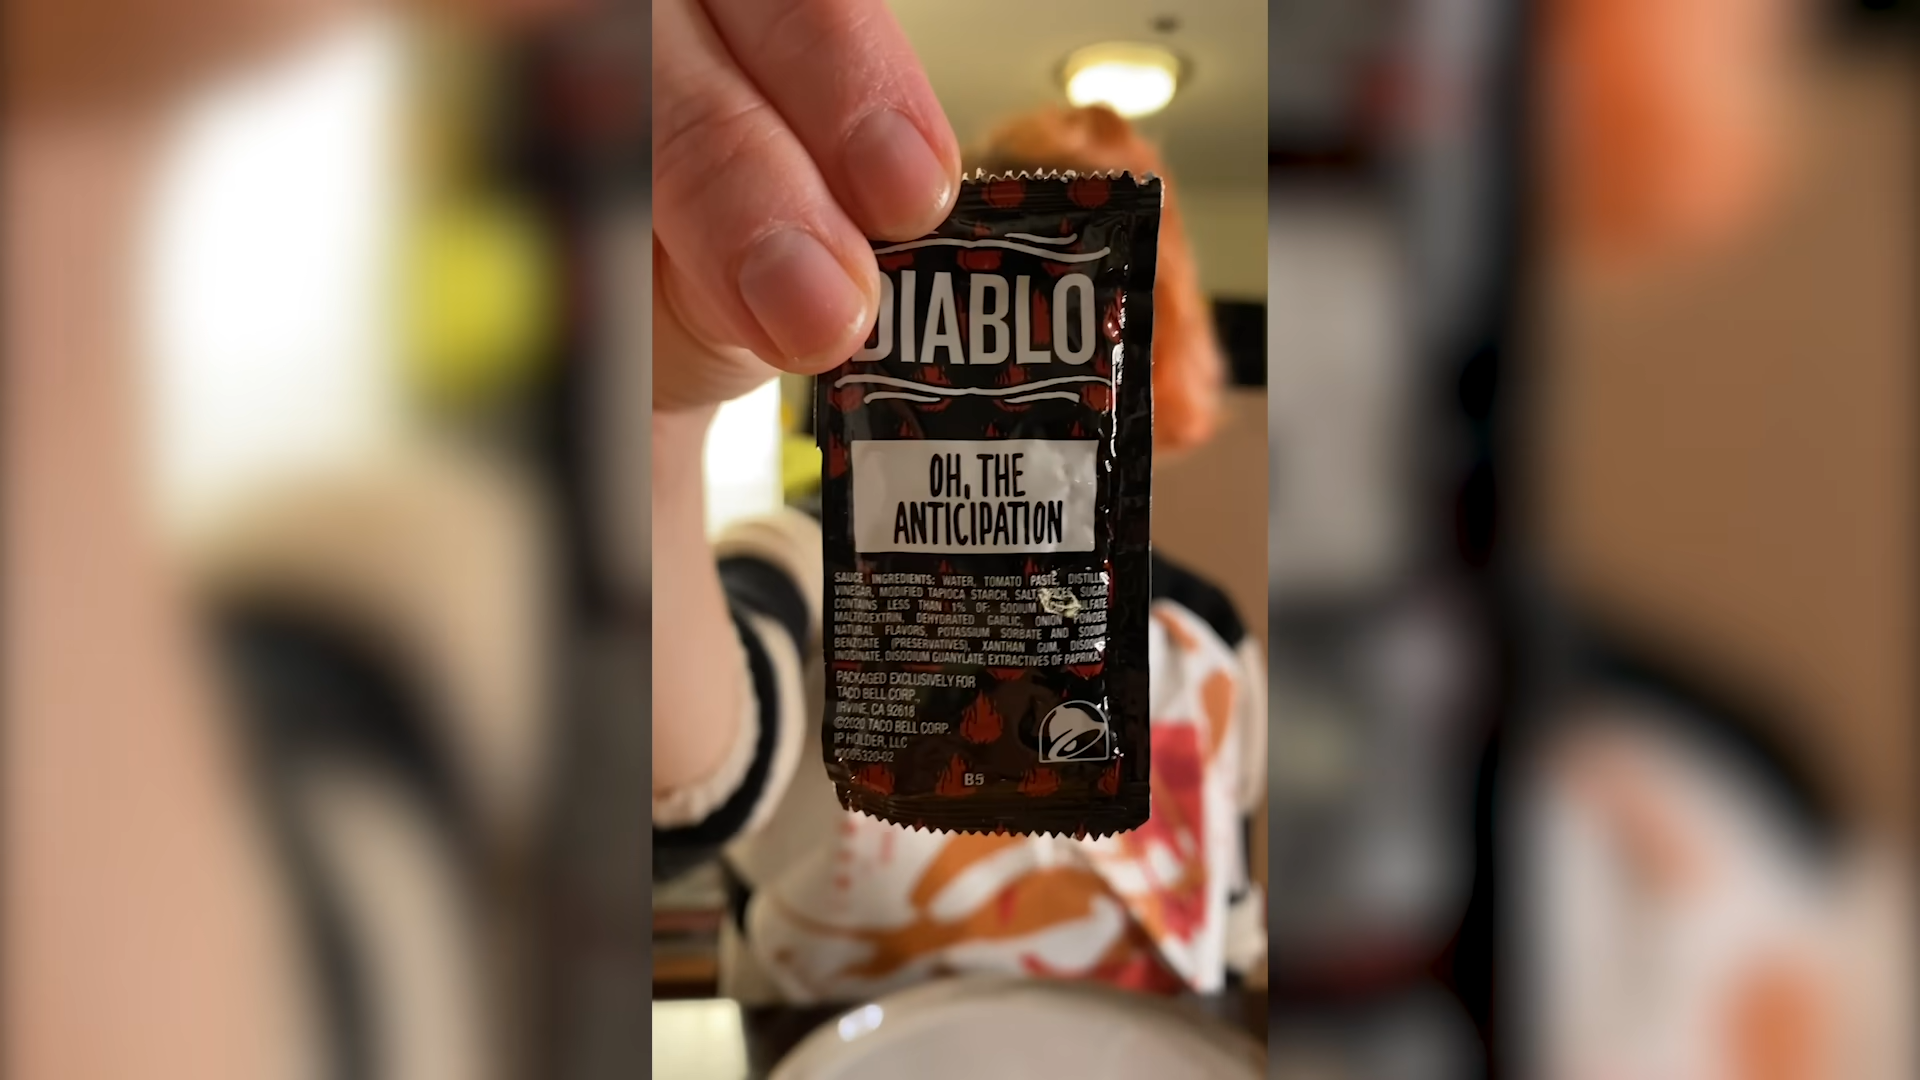 DIABLO
OH, THE
ANTICIPATION
SAUCE INGREDIENTS: WATER, TOMATO PASTE,
VINEGAR, MODIFIED TAPIOCA STARCH, SALT, SUGAR
CONTAINS LESS THAN 1% OF: SODIUM
MALTODEXTRIN, DEHYDRATED GARLIC, ONION POWDER
NATURAL FLAVORS, POTASSIUM SORBATE AND SODIUM
BENZOATE (PRESERVATIVES), XANTHAN GUM,
INOSINATE, DISODIUM GUANYLATE, EXTRACTIVES OF PAPRIKA.
PACKAGED EXCLUSIVELY FOR
TACO BELL CORP.,
IRVINE, CA 92618
©2020 TACO BELL CORP.
IP HOLDER, LLC
#0005320-02
B5